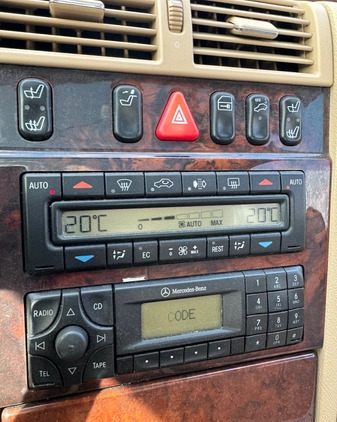 AUTO
AUTO
20°C
0
AUTO
MAX
20°C
EC
REST
RADIO
CD
TEL
TAPE
Mercedes-Benz
CODE
1
2
3
4
5
6
7
8
9
*
0
#